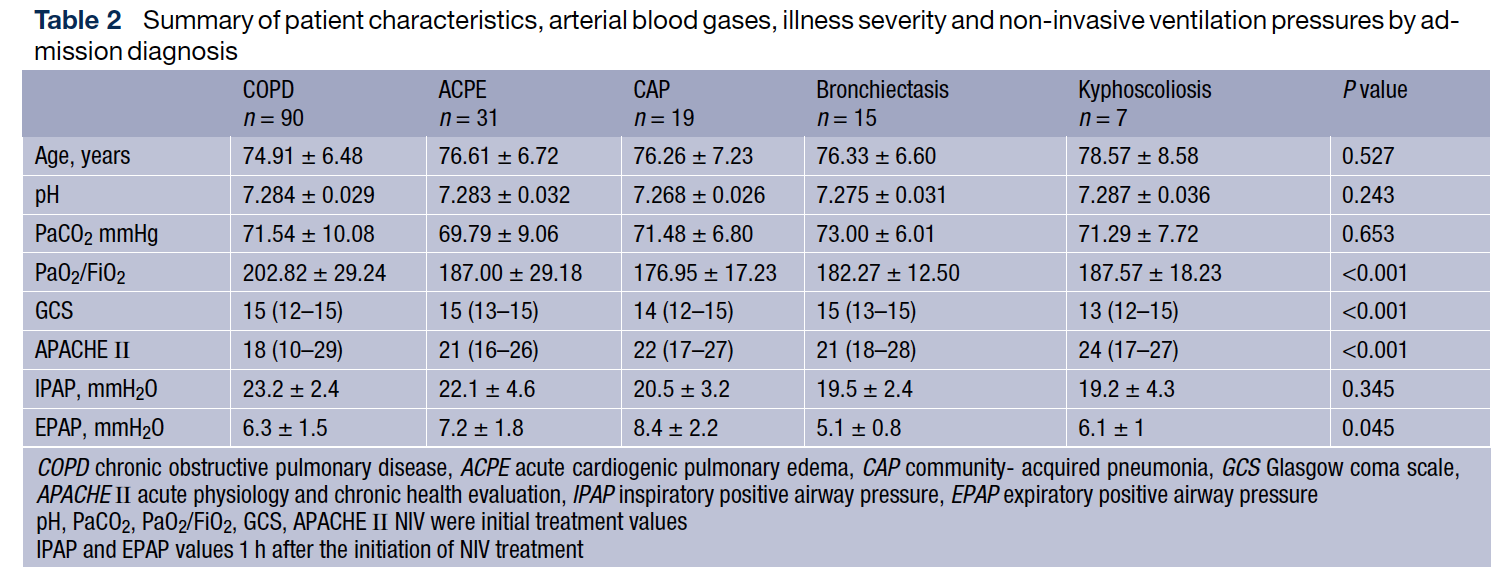 Table 2 Summary of patient characteristics, arterial blood gases, illness severity and non-invasive ventilation pressures by ad-
mission diagnosis
COPD ACPE CAP Bronchiectasis Kyphoscoliosis P value
n = 90 n = 31 n = 19 n = 15 n = 7
Age, years 74.91 ± 6.48 76.61 ± 6.72 76.26 ± 7.23 76.33 ± 6.60 78.57 ± 8.58 0.527
pH 7.284 ± 0.029 7.283 ± 0.032 7.268 ± 0.026 7.275 ± 0.031 7.287 ± 0.036 0.243
PaCO₂ mmHg 71.54 ± 10.08 69.79 ± 9.06 71.48 ± 6.80 73.00 ± 6.01 71.29 ± 7.72 0.653
PaO₂/FiO₂ 202.82 ± 29.24 187.00 ± 29.18 176.95 ± 17.23 182.27 ± 12.50 187.57 ± 18.23 <0.001
GCS 15 (12–15) 15 (13–15) 14 (12–15) 15 (13–15) 13 (12–15) <0.001
APACHE II 18 (10–29) 21 (16–26) 22 (17–27) 21 (18–28) 24 (17–27) <0.001
IPAP, mmH₂O 23.2 ± 2.4 22.1 ± 4.6 20.5 ± 3.2 19.5 ± 2.4 19.2 ± 4.3 0.345
EPAP, mmH₂O 6.3 ± 1.5 7.2 ± 1.8 8.4 ± 2.2 5.1 ± 0.8 6.1 ± 1 0.045
COPD chronic obstructive pulmonary disease, ACPE acute cardiogenic pulmonary edema, CAP community- acquired pneumonia, GCS Glasgow coma scale,
APACHE II acute physiology and chronic health evaluation, IPAP inspiratory positive airway pressure, EPAP expiratory positive airway pressure
pH, PaCO₂, PaO₂/FiO₂, GCS, APACHE II NIV were initial treatment values
IPAP and EPAP values 1 h after the initiation of NIV treatment